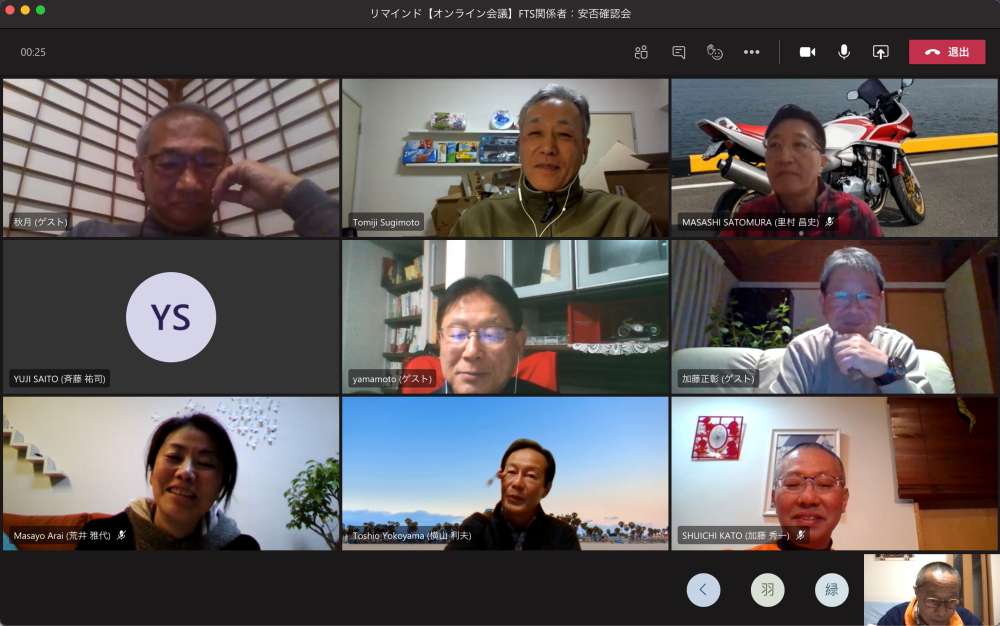 リマインド【オンライン会議】FTS関係者：安否確認会
00:25
退出
秋月 (ゲスト)
Tomiji Sugimoto
MASASHI SATOMURA (里村 昌史)
YS
YUJI SAITO (斉藤 祐司)
yamamoto (ゲスト)
加藤正彰 (ゲスト)
Masayo Arai (荒井 雅代)
Toshio Yokoyama (横山 利夫)
SHUICHI KATO (加藤 秀一)
羽
緑